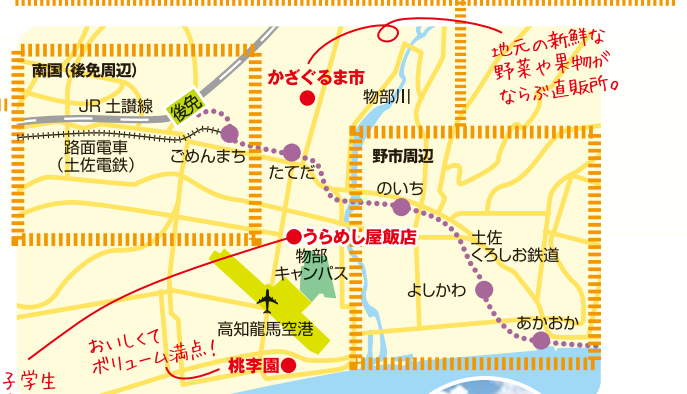 地元の新鮮な
野菜や果物が
ならぶ直販所。
南国(後免周辺)
かざぐるま市
物部川
JR 土讃線
後免
路面電車
(土佐電鉄)
ごめんまち
たてだ
野市周辺
のいち
うらめし屋飯店
物部
キャンパス
土佐
くろしお鉄道
よしかわ
高知龍馬空港
あかおか
おいしくて
ボリューム満点!
桃李園
子学生